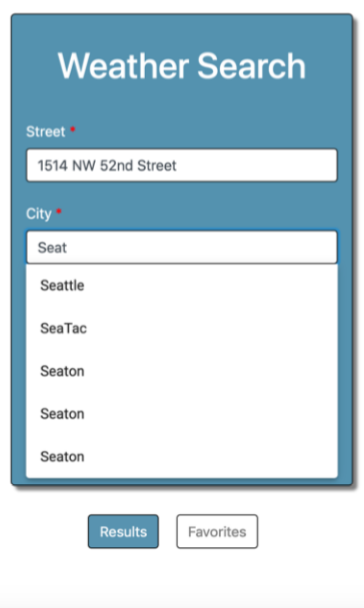 Weather Search
Street *
1514 NW 52nd Street
City *
Seat
Seattle
SeaTac
Seaton
Seaton
Seaton
Results Favorites